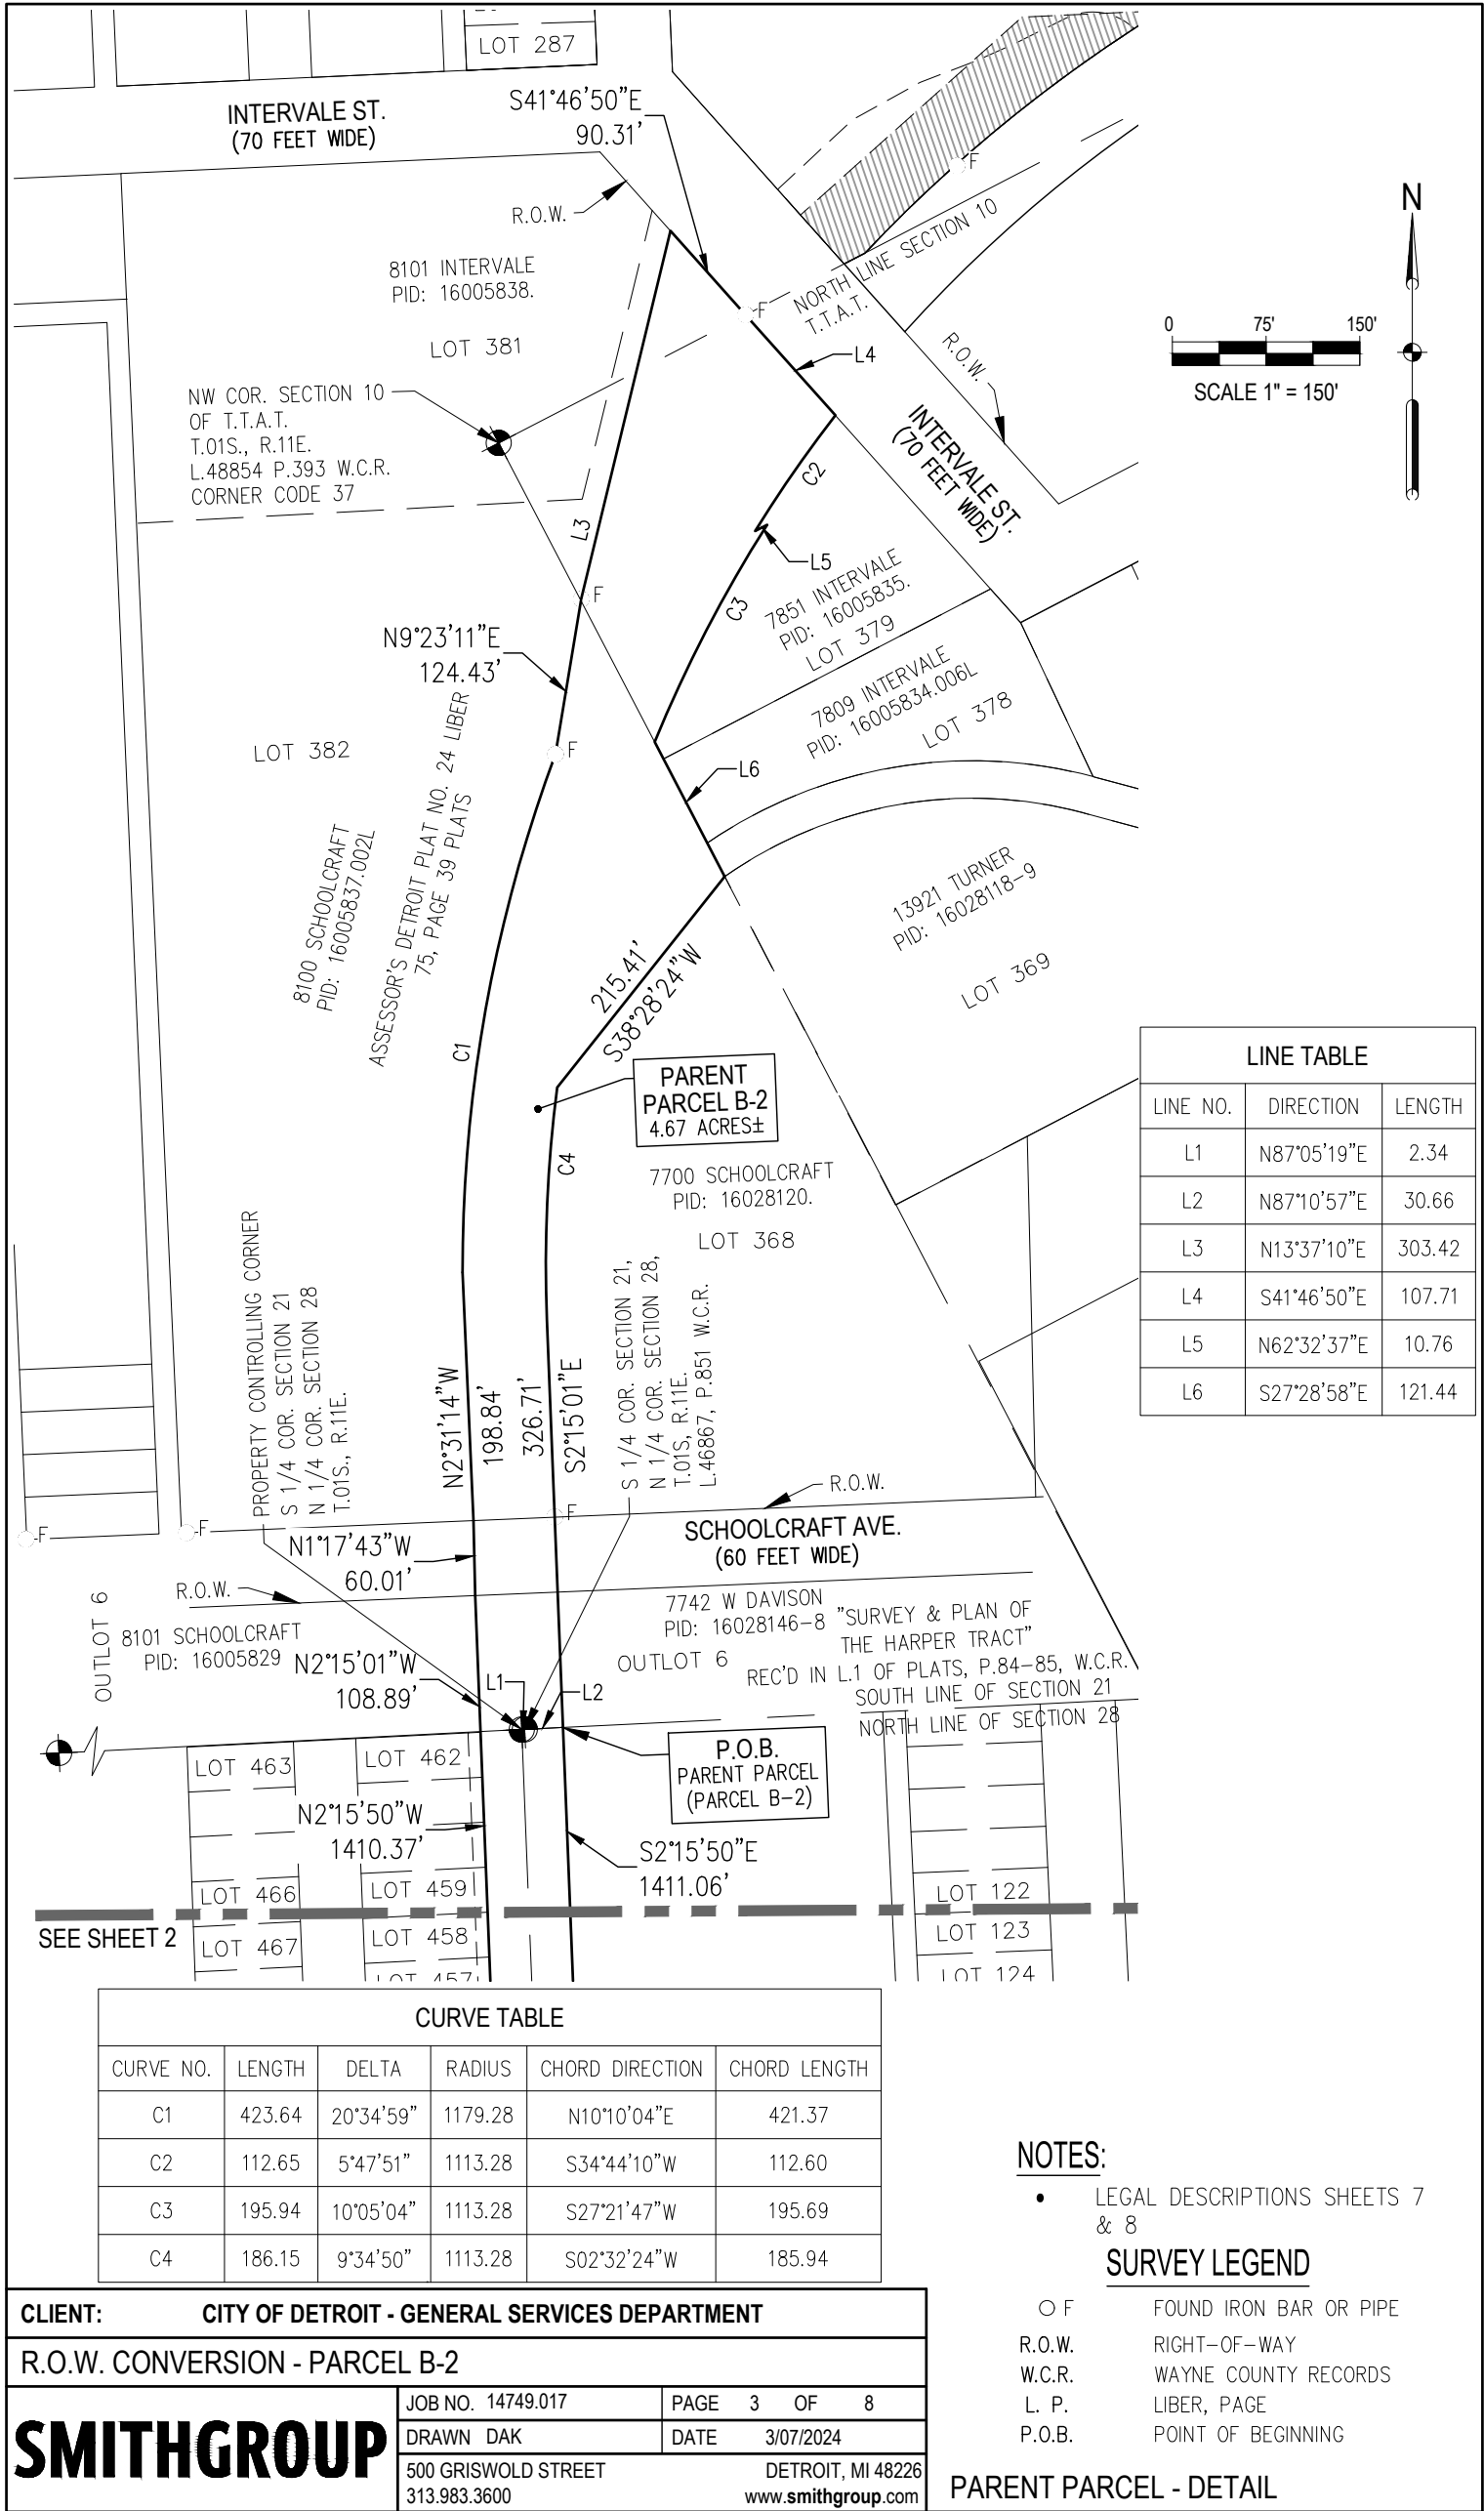 LOT 287
INTERVALE ST.
(70 FEET WIDE)
S41°46'50"E
90.31'
R.O.W.
F
8101 INTERVALE
PID: 16005838.
LOT 381
NORTH LINE SECTION 10
T.T.A.T.
F
L4
R.O.W.
N
0 75' 150'
SCALE 1" = 150'
NW COR. SECTION 10
OF T.T.A.T.
T.01S., R.11E.
L.48854 P.393 W.C.R.
CORNER CODE 37
INTERVALE ST.
(70 FEET WIDE)
C2
L3
L5
C3
F
7851 INTERVALE
PID: 16005835.
LOT 379
N9°23'11"E
124.43'
7809 INTERVALE
PID: 16005834.006L
LOT 378
LOT 382
F
L6
ASSESSOR'S DETROIT PLAT NO. 24 LIBER
75, PAGE 39 PLATS
8100 SCHOOLCRAFT
PID: 16005837.002L
13921 TURNER
PID: 16028118-9
LOT 369
215.41'
S38°28'24"W
C1
PARENT
PARCEL B-2
4.67 ACRES±
C4
7700 SCHOOLCRAFT
PID: 16028120.
LOT 368
LINE TABLE
LINE NO. DIRECTION LENGTH
L1 N87°05'19"E 2.34
L2 N87°10'57"E 30.66
L3 N13°37'10"E 303.42
L4 S41°46'50"E 107.71
L5 N62°32'37"E 10.76
L6 S27°28'58"E 121.44
PROPERTY CONTROLLING CORNER
S 1/4 COR. SECTION 21
N 1/4 COR. SECTION 28
T.01S., R.11E.
N2°31'14"W
198.84'
326.71'
S2°15'01"E
S 1/4 COR. SECTION 21,
N 1/4 COR. SECTION 28,
T.01S, R.11E.
L.46867, P.851 W.C.R.
R.O.W.
F
F
F
SCHOOLCRAFT AVE.
(60 FEET WIDE)
N1°17'43"W
60.01'
R.O.W.
OUTLOT 6
8101 SCHOOLCRAFT
PID: 16005829
N2°15'01"W
108.89'
L1
L2
7742 W DAVISON
PID: 16028146-8
OUTLOT 6
"SURVEY & PLAN OF
THE HARPER TRACT"
REC'D IN L.1 OF PLATS, P.84-85, W.C.R.
SOUTH LINE OF SECTION 21
NORTH LINE OF SECTION 28
P.O.B.
PARENT PARCEL
(PARCEL B-2)
LOT 463
LOT 462
N2°15'50"W
1410.37'
S2°15'50"E
1411.06'
LOT 466
LOT 459
LOT 122
SEE SHEET 2
LOT 467
LOT 458
LOT 123
LOT 457
LOT 124
CURVE TABLE
CURVE NO. LENGTH DELTA RADIUS CHORD DIRECTION CHORD LENGTH
C1 423.64 20°34'59" 1179.28 N10°10'04"E 421.37
C2 112.65 5°47'51" 1113.28 S34°44'10"W 112.60
C3 195.94 10°05'04" 1113.28 S27°21'47"W 195.69
C4 186.15 9°34'50" 1113.28 S02°32'24"W 185.94
NOTES:
• LEGAL DESCRIPTIONS SHEETS 7
& 8
SURVEY LEGEND
O F FOUND IRON BAR OR PIPE
R.O.W. RIGHT-OF-WAY
W.C.R. WAYNE COUNTY RECORDS
L. P. LIBER, PAGE
P.O.B. POINT OF BEGINNING
PARENT PARCEL - DETAIL
CLIENT: CITY OF DETROIT - GENERAL SERVICES DEPARTMENT
R.O.W. CONVERSION - PARCEL B-2
SMITHGROUP
JOB NO. 14749.017 PAGE 3 OF 8
DRAWN DAK DATE 3/07/2024
500 GRISWOLD STREET DETROIT, MI 48226
313.983.3600 www.smithgroup.com